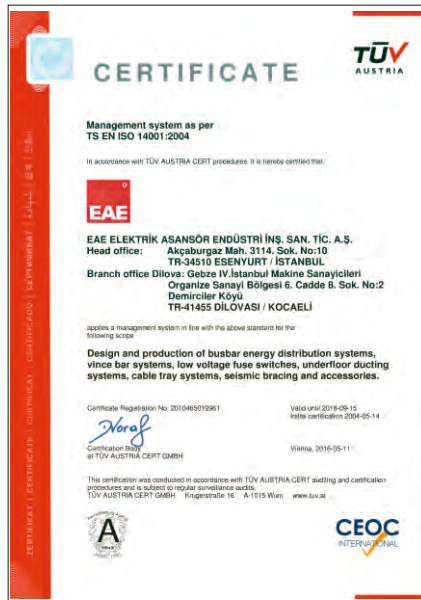 CERTIFICATE
TÜV
AUSTRIA
Management system as per
TS EN ISO 14001:2004
In accordance with TÜV AUSTRIA CERT procedures. It is hereby certified that
EAE
EAE ELEKTRİK ASANSÖR ENDÜSTRİ İNŞ. SAN. TİC. A.Ş.
Head office: Akçaburgaz Mah. 3114. Sok. No:10
TR-34510 ESENYURT / İSTANBUL
Branch office Dilova: Gebze IV.İstanbul Makine Sanayicileri
Organize Sanayi Bölgesi 6. Cadde 8. Sok. No:2
Demirciler Köyü
TR-41455 DİLOVASI / KOCAELİ
applies a management system in line with the above standard for the
following scope
Design and production of busbar energy distribution systems,
vince bar systems, low voltage fuse switches, underfloor ducting
systems, cable tray systems, seismic bracing and accessories.
Certificate Registration No. 2010465012961
Valid until 2018-09-15
Initial certification 2004-05-14
Certification Body
at TÜV AUSTRIA CERT GMBH
Vienna, 2016-05-11
This certification was conducted in accordance with TÜV AUSTRIA CERT auditing and certification
procedures and is subject to regular surveillance audits.
TÜV AUSTRIA CERT GMBH Krugerstraße 16 A-1015 Wien www.tuv.at
A
CEOC
INTERNATIONAL
ZERTIFIKAT | CERTIFICATE | CERTIFICAT | CERTIFICADO | СЕРТИФИКАТ